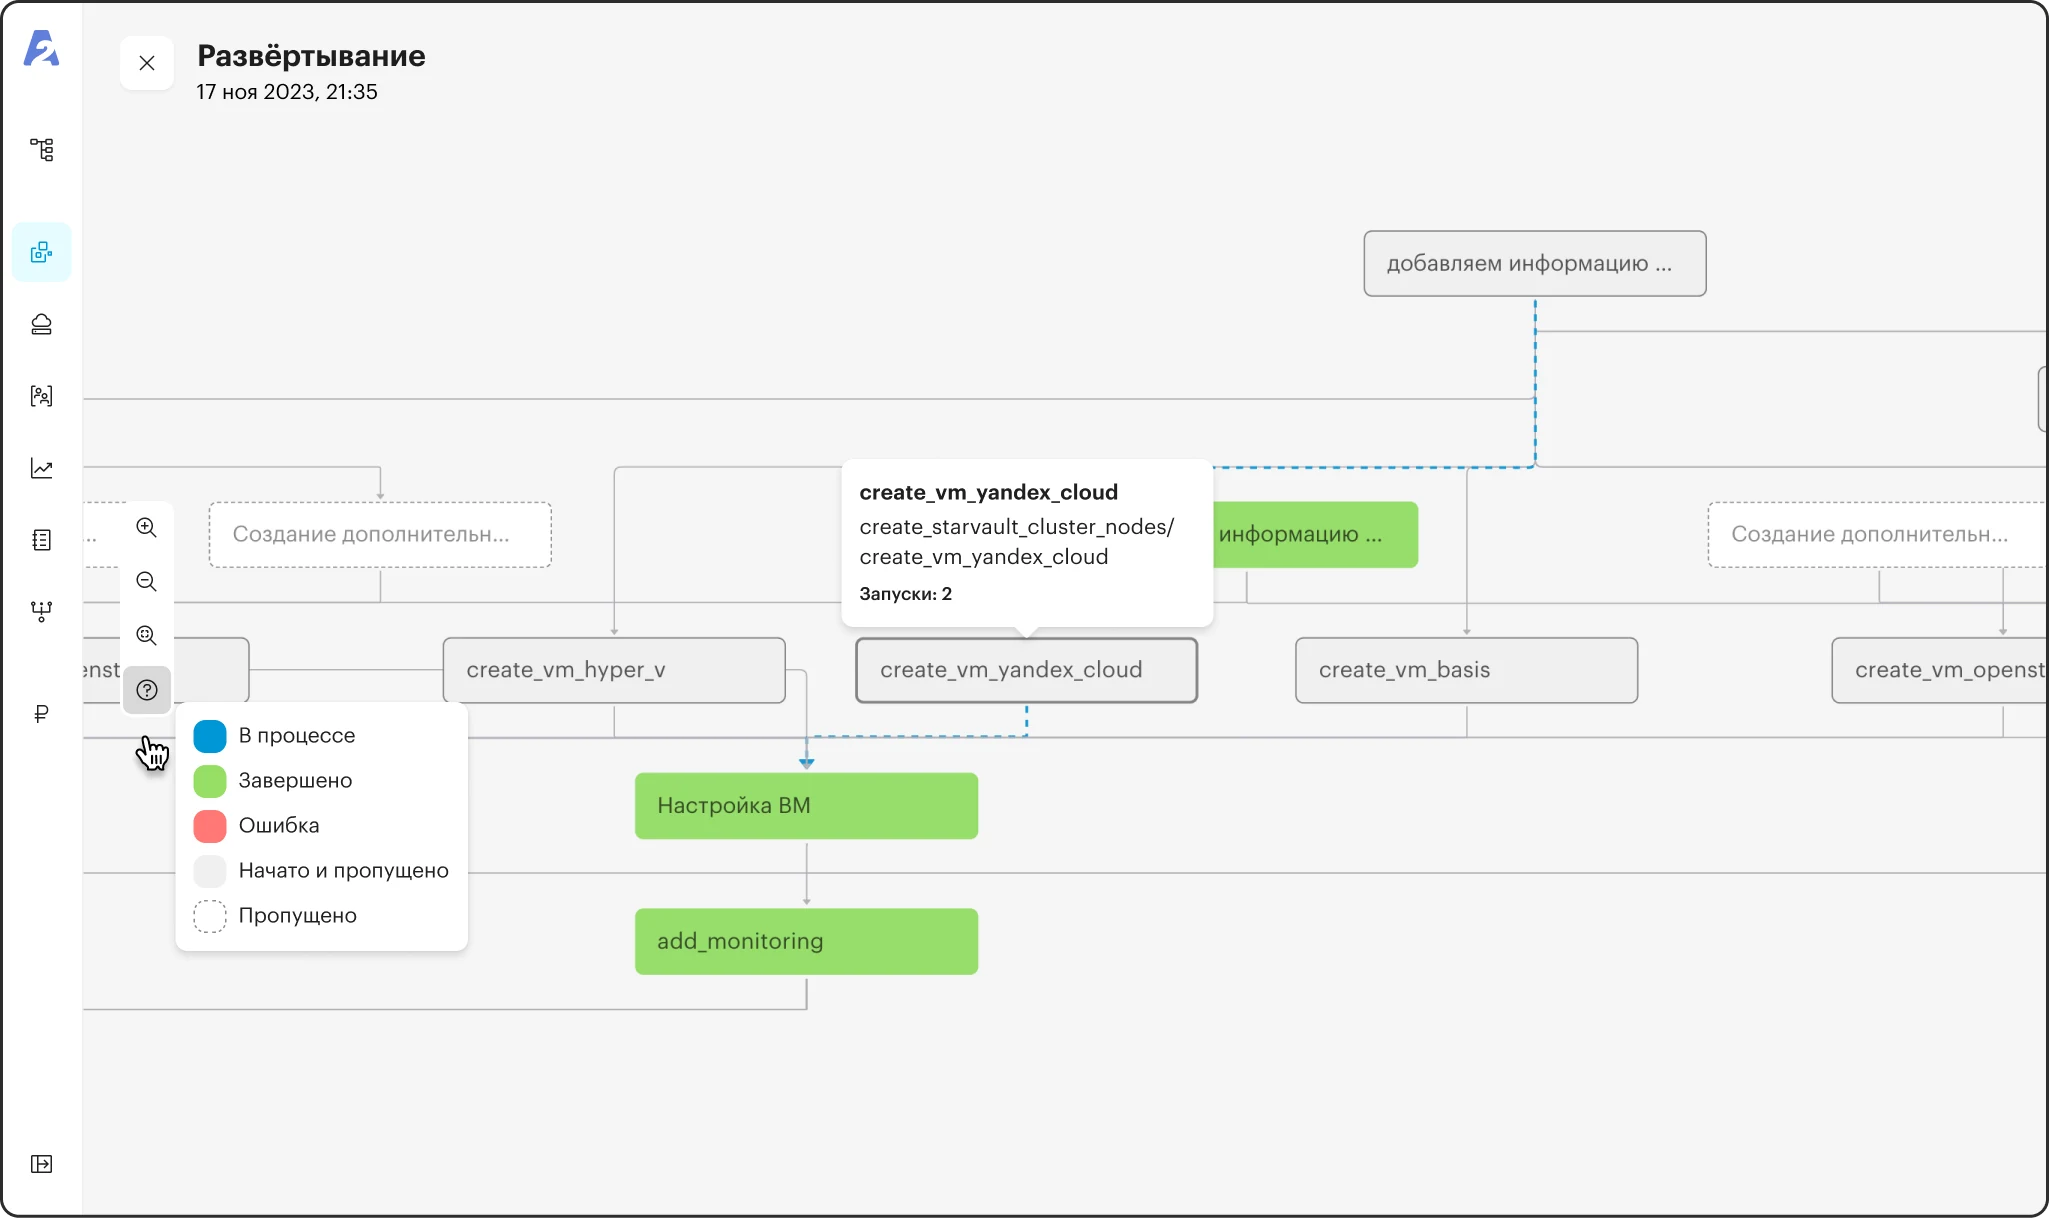 Развёртывание
17 ноя 2023, 21:35
добавляем информацию ...
create_vm_yandex_cloud
create_starvault_cluster_nodes/
create_vm_yandex_cloud
Запуски: 2
...
Создание дополнительн...
информацию ...
Создание дополнительн...
create_vm_hyper_v
create_vm_yandex_cloud
create_vm_basis
create_vm_openst
В процессе
Завершено
Ошибка
Начато и пропущено
Пропущено
Настройка ВМ
add_monitoring